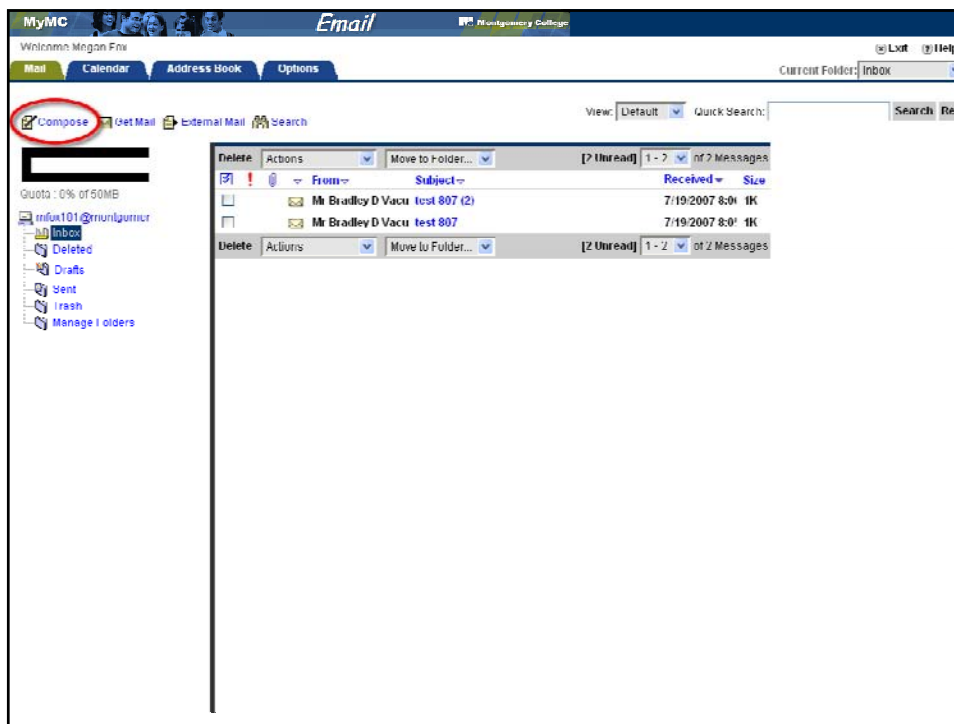 MyMC Email Montgomery College
Welcome Megan Fox
Exit Help
Mail Calendar Address Book Options
Current Folder: Inbox
Compose Get Mail External Mail Search
View: Default Quick Search: Search Re
Quota : 0% of 50MB
mfox101@montgomer
Inbox
Deleted
Drafts
Sent
Trash
Manage Folders
Delete Actions Move to Folder... [2 Unread] 1 - 2 of 2 Messages
! From Subject Received Size
Mr Bradley D Vacu test 807 (2) 7/19/2007 8:0 1K
Mr Bradley D Vacu test 807 7/19/2007 8:0 1K
Delete Actions Move to Folder... [2 Unread] 1 - 2 of 2 Messages